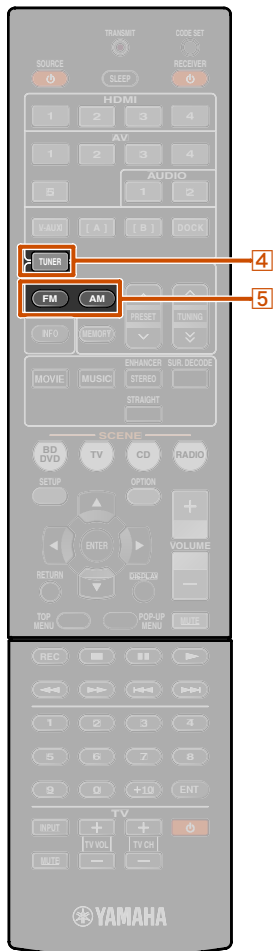 TRANSMIT CODE SET
SOURCE RECEIVER
SLEEP
HDMI
1 2 3 4
AV
1 2 3 4
AUDIO
5 1 2
V-AUX [ A ] [ B ] DOCK
TUNER 4
FM AM 5
PRESET TUNING
INFO MEMORY
ENHANCER SUR. DECODE
MOVIE MUSIC STEREO
STRAIGHT
SCENE
BD DVD TV CD RADIO
SETUP OPTION
ENTER
VOLUME
RETURN DISPLAY
TOP MENU POP-UP MENU MUTE
REC
1 2 3 4
5 6 7 8
9 0 +10 ENT
TV
INPUT + +
TV VOL TV CH
MUTE − −
YAMAHA